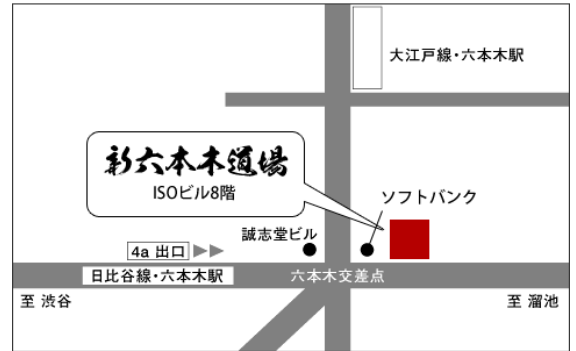 大江戸線・六本木駅
新六本木道場
ISOビル8階
ソフトバンク
誠志堂ビル
4a 出口
日比谷線・六本木駅
六本木交差点
至 渋谷
至 溜池